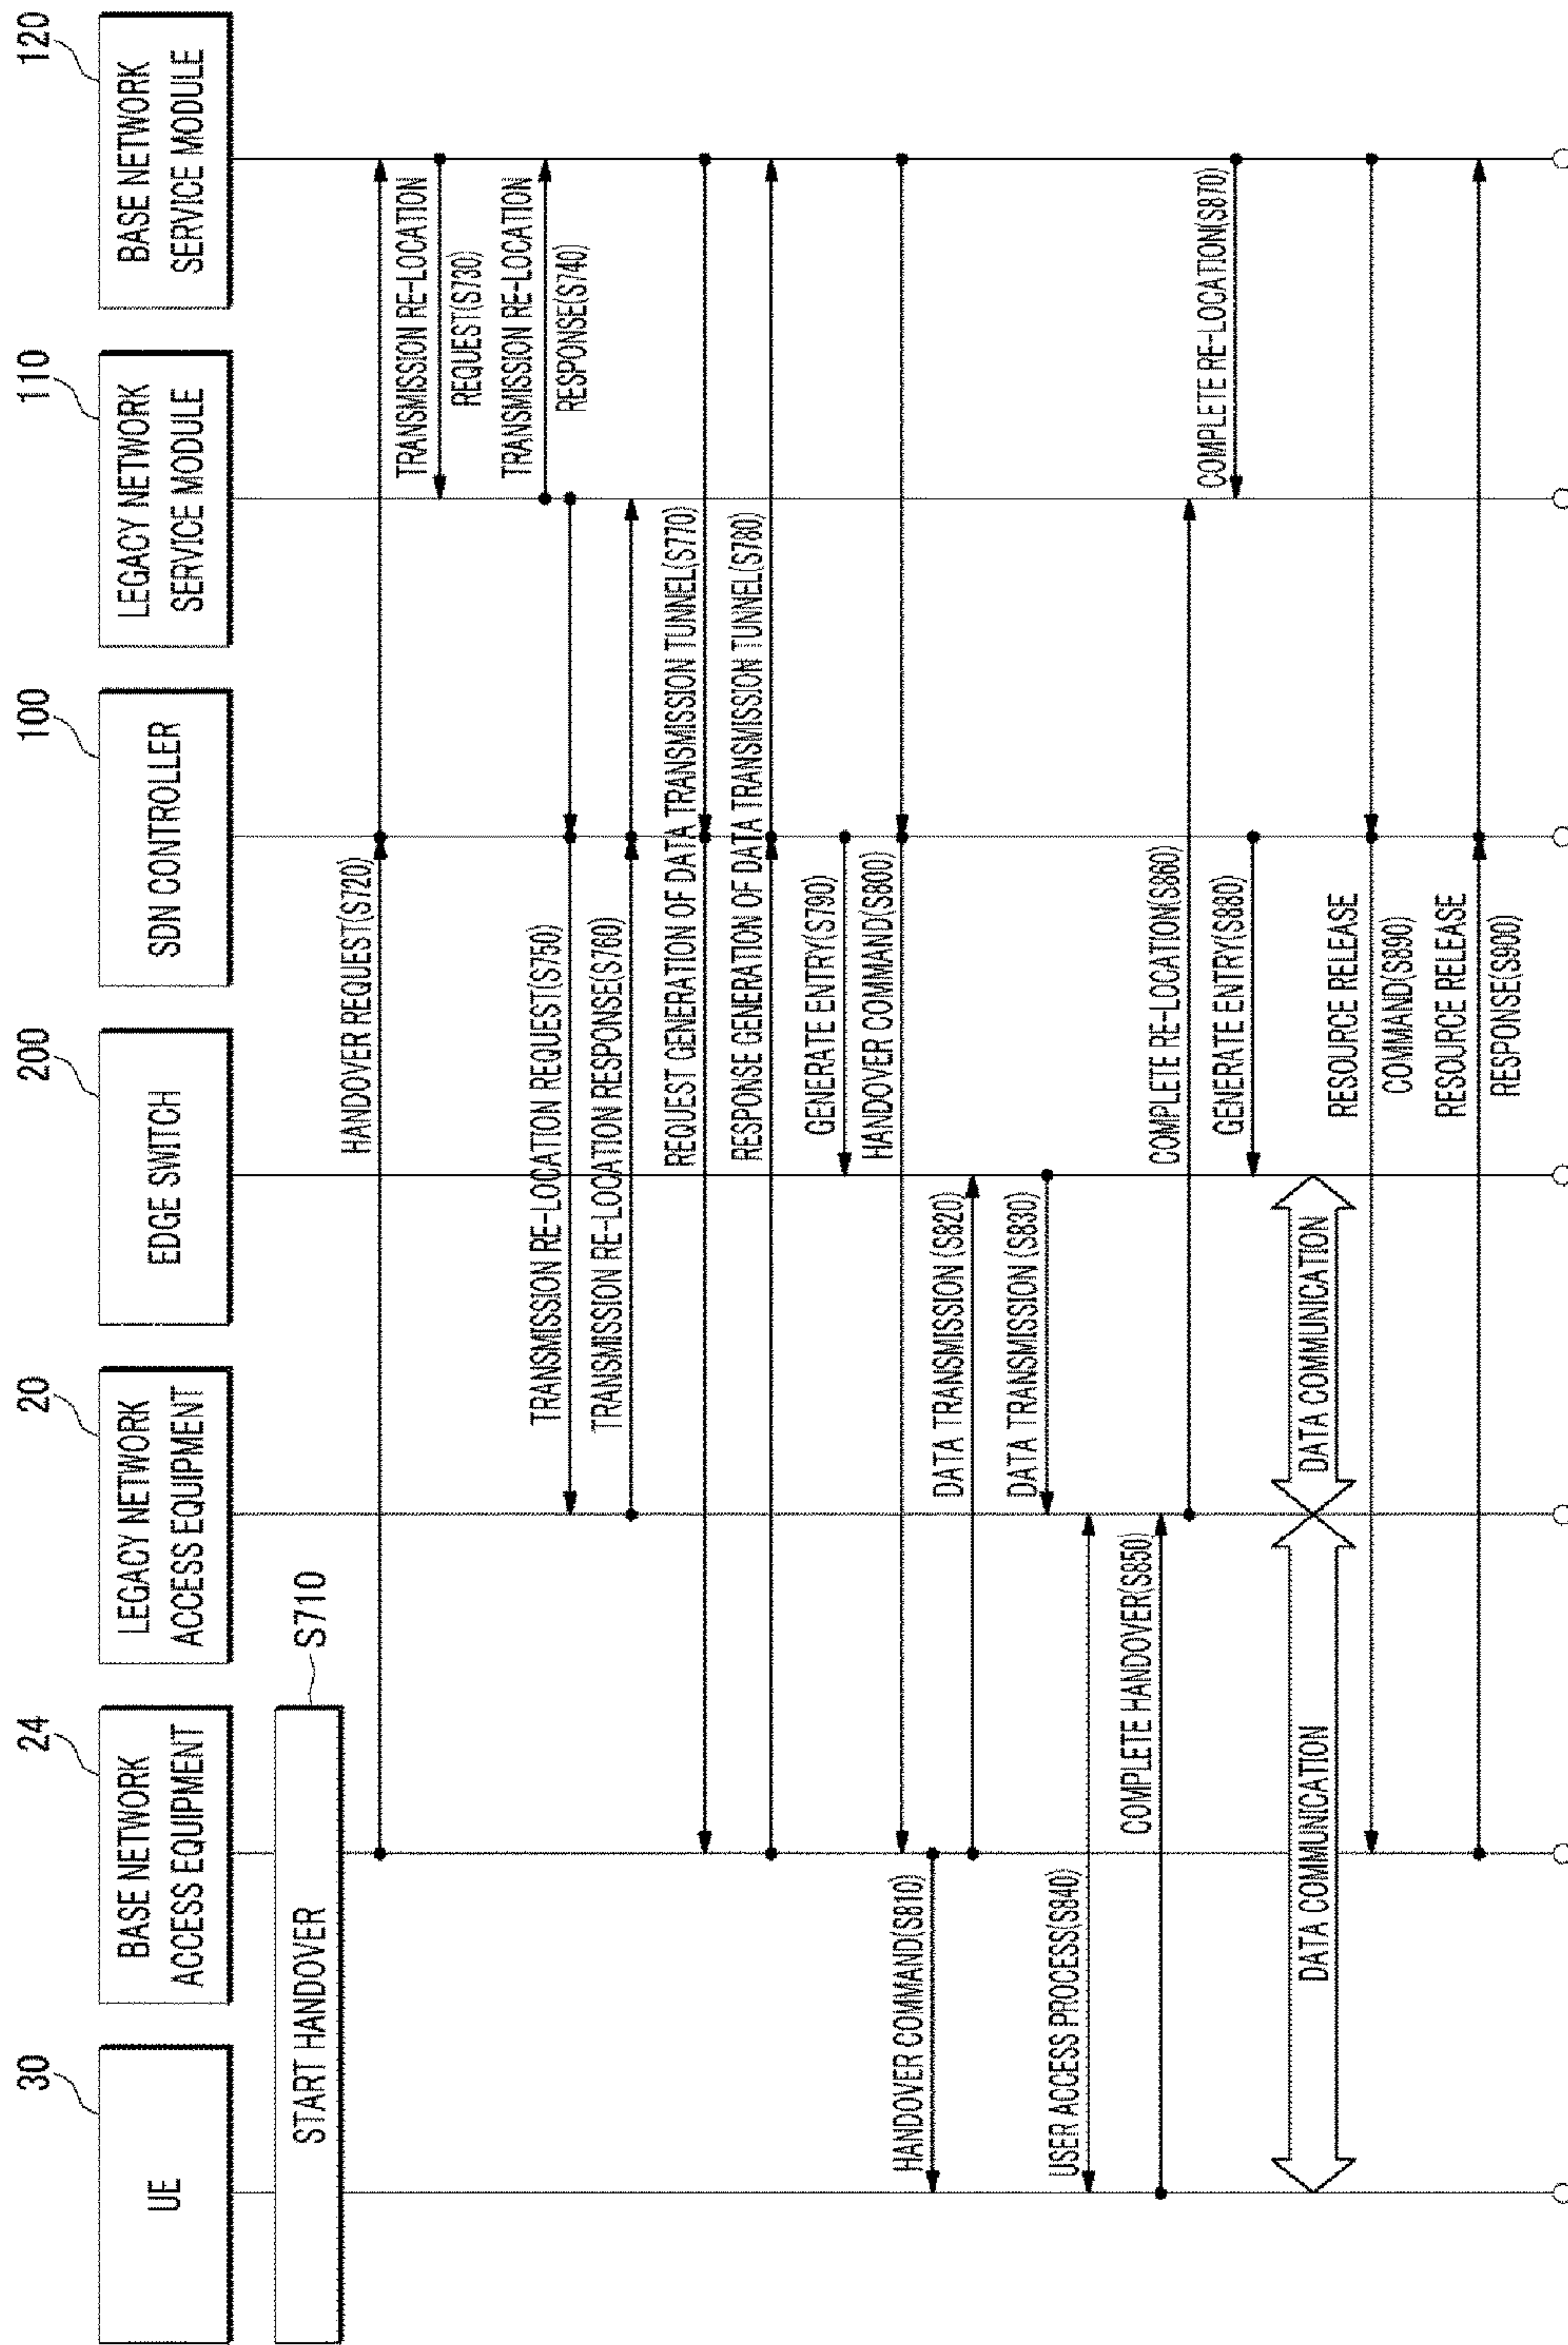 30
UE
24
BASE NETWORK
ACCESS EQUIPMENT
20
LEGACY NETWORK
ACCESS EQUIPMENT
200
EDGE SWITCH
100
SDN CONTROLLER
110
LEGACY NETWORK
SERVICE MODULE
120
BASE NETWORK
SERVICE MODULE
START HANDOVER
S710
HANDOVER REQUEST(S720)
TRANSMISSION RE-LOCATION
REQUEST(S730)
TRANSMISSION RE-LOCATION
RESPONSE(S740)
TRANSMISSION RE-LOCATION REQUEST(S750)
TRANSMISSION RE-LOCATION RESPONSE(S760)
REQUEST GENERATION OF DATA TRANSMISSION TUNNEL(S770)
RESPONSE GENERATION OF DATA TRANSMISSION TUNNEL(S780)
GENERATE ENTRY(S790)
HANDOVER COMMAND(S800)
HANDOVER COMMAND(S810)
DATA TRANSMISSION (S820)
DATA TRANSMISSION (S830)
USER ACCESS PROCESS(S840)
COMPLETE HANDOVER(S850)
COMPLETE RE-LOCATION(S860)
COMPLETE RE-LOCATION(S870)
GENERATE ENTRY(S880)
DATA COMMUNICATION
DATA COMMUNICATION
RESOURCE RELEASE
COMMAND(S890)
RESOURCE RELEASE
RESPONSE(S900)